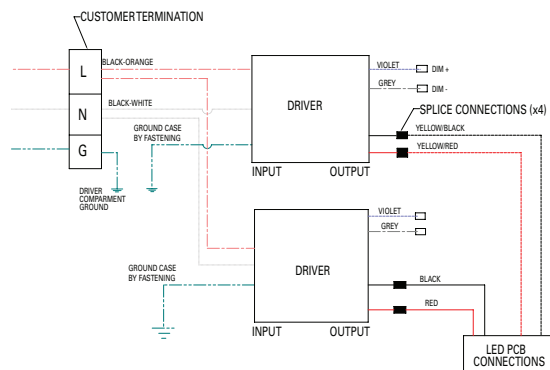 CUSTOMER TERMINATION
L
BLACK-ORANGE
N
BLACK-WHITE
G
DRIVER
COMPARMENT
GROUND
GROUND CASE
BY FASTENING
DRIVER
INPUT
OUTPUT
VIOLET
DIM +
GREY
DIM -
SPLICE CONNECTIONS (x4)
YELLOW/BLACK
YELLOW/RED
GROUND CASE
BY FASTENING
DRIVER
INPUT
OUTPUT
VIOLET
GREY
BLACK
RED
LED PCB
CONNECTIONS